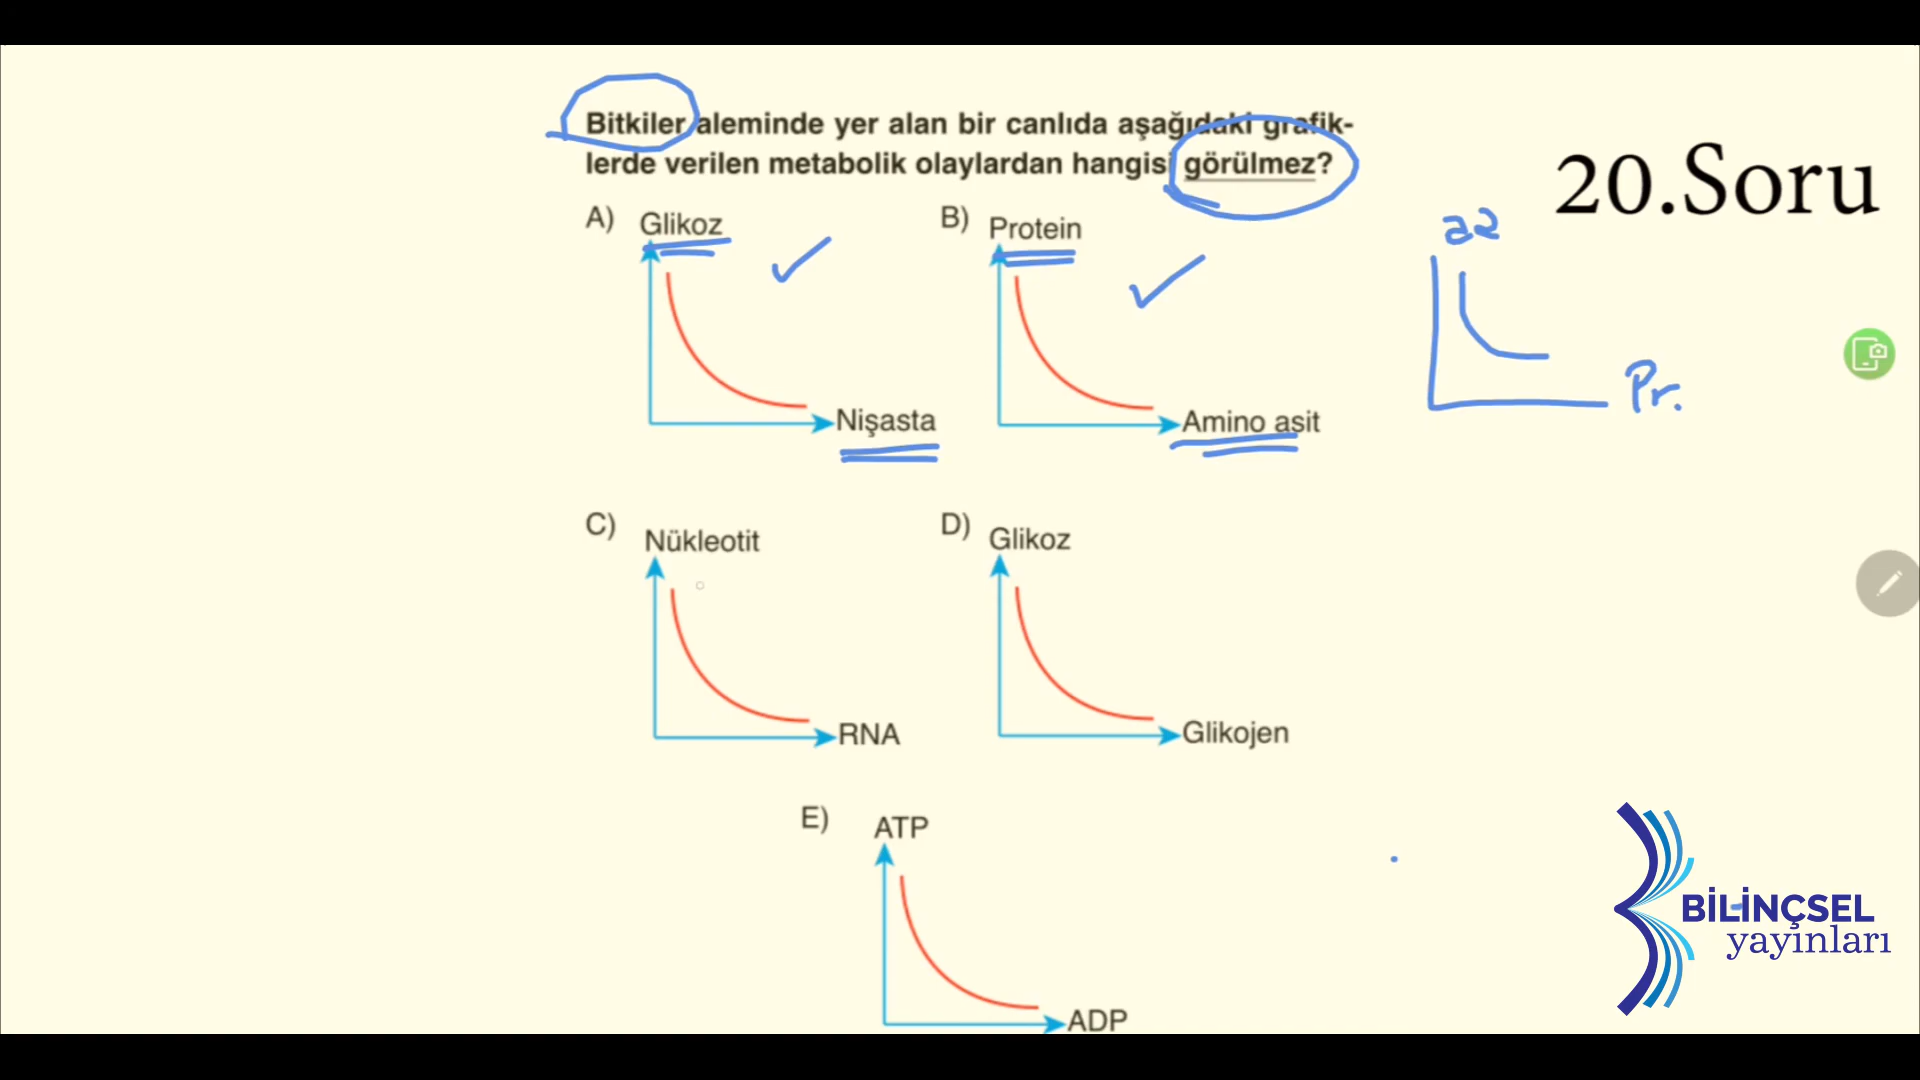 Bitkiler aleminde yer alan bir canlıda aşağıdaki grafik-
lerde verilen metabolik olaylardan hangisi görülmez?
20.Soru
A) Glikoz
Nişasta
B) Protein
Amino asit
aa
Pr.
C) Nükleotit
RNA
D) Glikoz
Glikojen
E) ATP
ADP
BİLİNÇSEL
yayınları